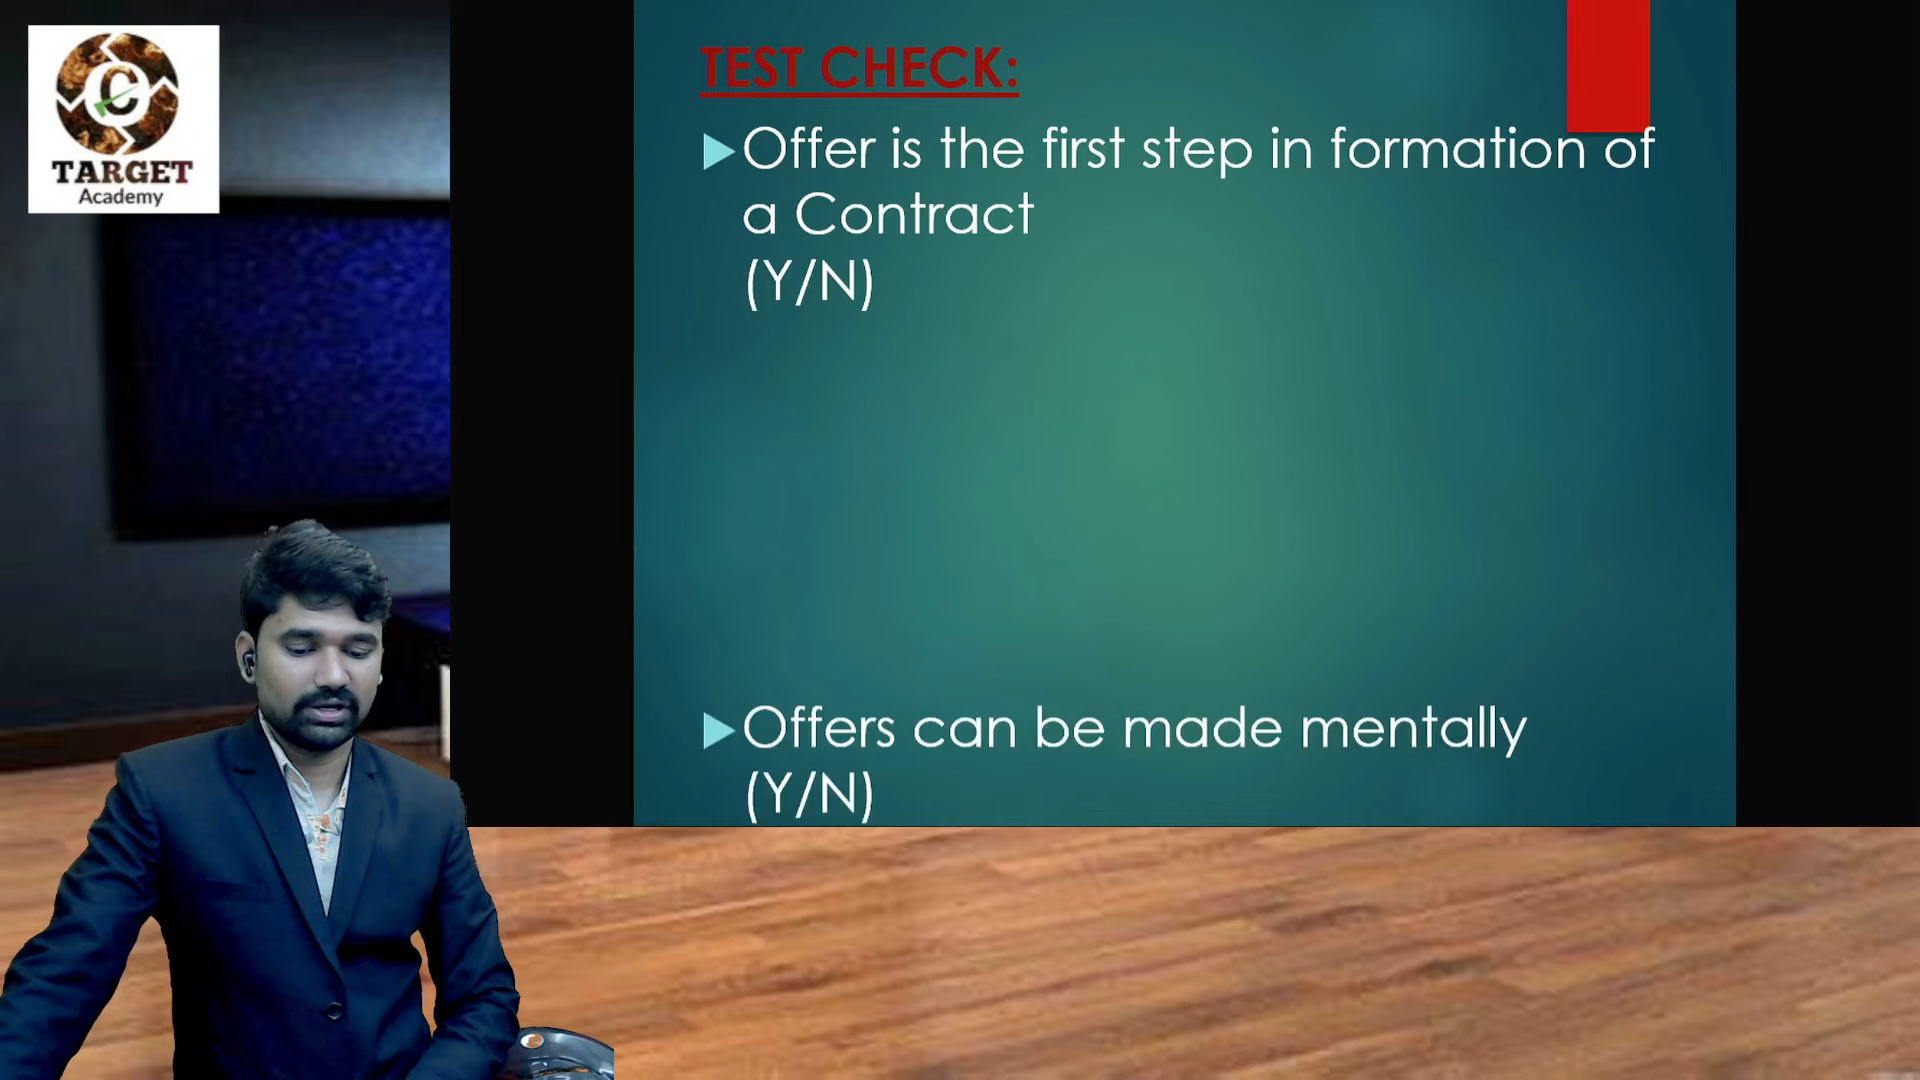 C
TARGET
Academy
TEST CHECK:
Offer is the first step in formation of
a Contract
(Y/N)
Offers can be made mentally
(Y/N)